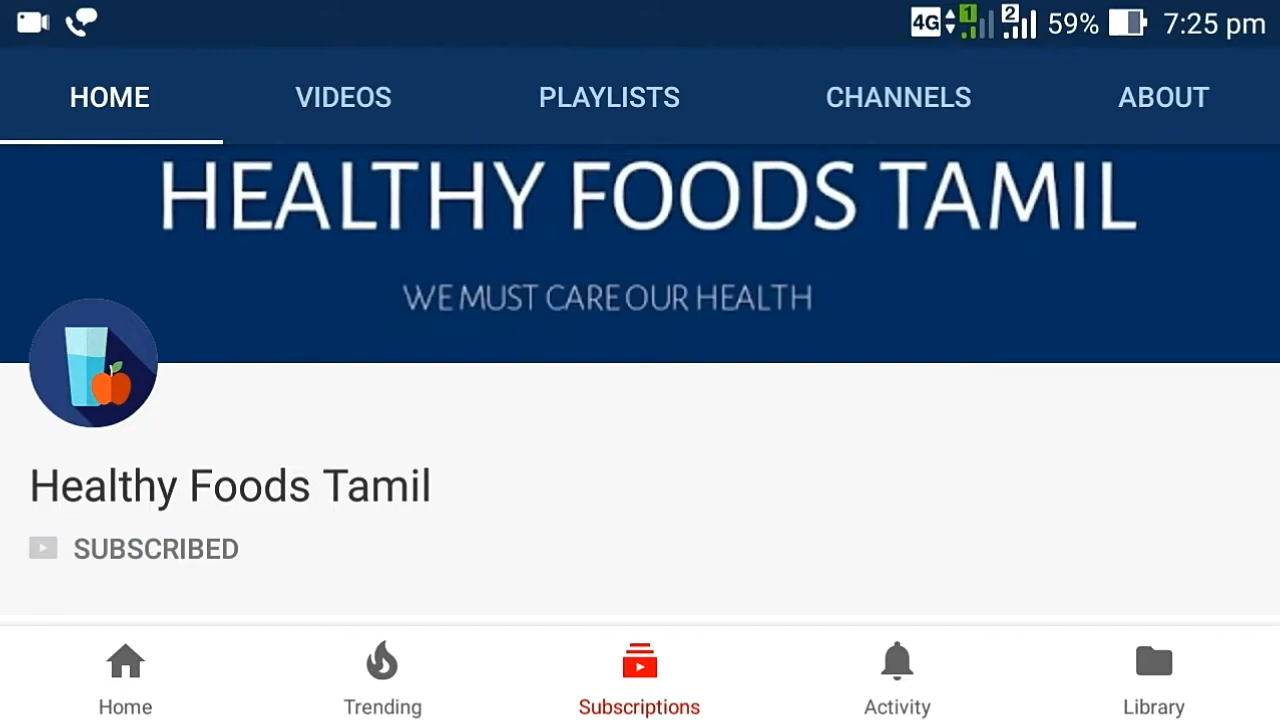 4G 1 2 59% 7:25 pm
HOME VIDEOS PLAYLISTS CHANNELS ABOUT
HEALTHY FOODS TAMIL
WE MUST CARE OUR HEALTH
Healthy Foods Tamil
SUBSCRIBED
Home Trending Subscriptions Activity Library